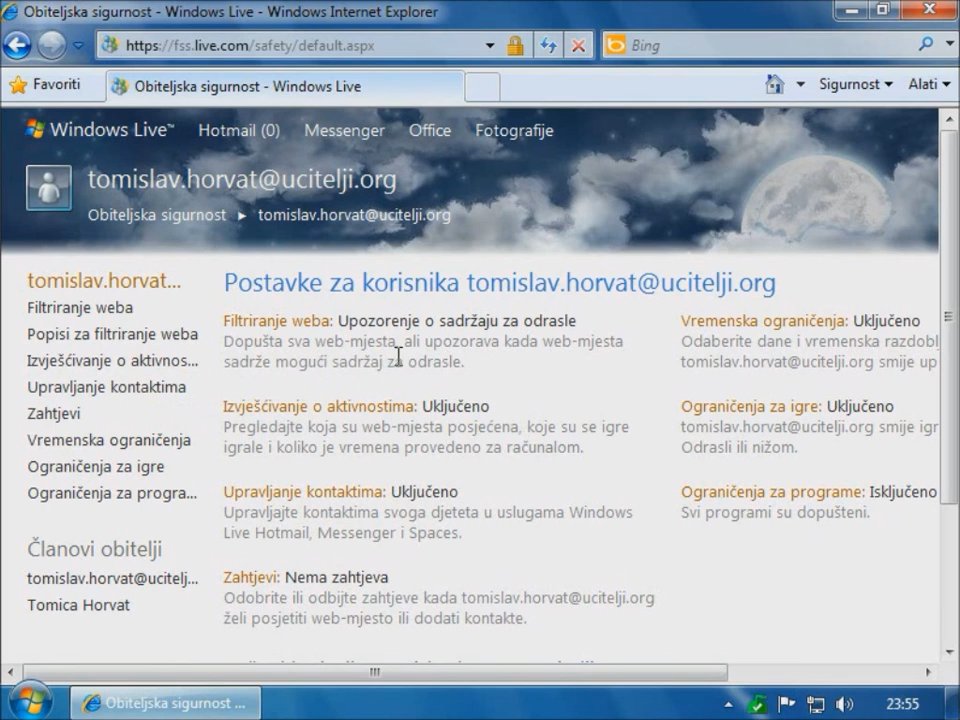 Obiteljska sigurnost - Windows Live - Windows Internet Explorer
https://fss.live.com/safety/default.aspx
Bing
Favoriti
Obiteljska sigurnost - Windows Live
Sigurnost
Alati
Windows Live™
Hotmail (0)
Messenger
Office
Fotografije
tomislav.horvat@ucitelji.org
Obiteljska sigurnost ► tomislav.horvat@ucitelji.org
tomislav.horvat...
Filtriranje weba
Popisi za filtriranje weba
Izvješćivanje o aktivnos...
Upravljanje kontaktima
Zahtjevi
Vremenska ograničenja
Ograničenja za igre
Ograničenja za progra...
Članovi obitelji
tomislav.horvat@ucitelj...
Tomica Horvat
Postavke za korisnika tomislav.horvat@ucitelji.org
Filtriranje weba: Upozorenje o sadržaju za odrasle
Dopušta sva web-mjesta, ali upozorava kada web-mjesta
sadrže mogući sadržaj za odrasle.
Izvješćivanje o aktivnostima: Uključeno
Pregledajte koja su web-mjesta posjećena, koje su se igre
igrale i koliko je vremena provedeno za računalom.
Upravljanje kontaktima: Uključeno
Upravljajte kontaktima svoga djeteta u uslugama Windows
Live Hotmail, Messenger i Spaces.
Zahtjevi: Nema zahtjeva
Odobrite ili odbijte zahtjeve kada tomislav.horvat@ucitelji.org
želi posjetiti web-mjesto ili dodati kontakte.
Vremenska ograničenja: Uključeno
Odaberite dane i vremenska razdobl
tomislav.horvat@ucitelji.org smije up
Ograničenja za igre: Uključeno
tomislav.horvat@ucitelji.org smije igr
Odrasli ili nižom.
Ograničenja za programe: Isključeno
Svi programi su dopušteni.
Obiteljska sigurnost ...
23:55